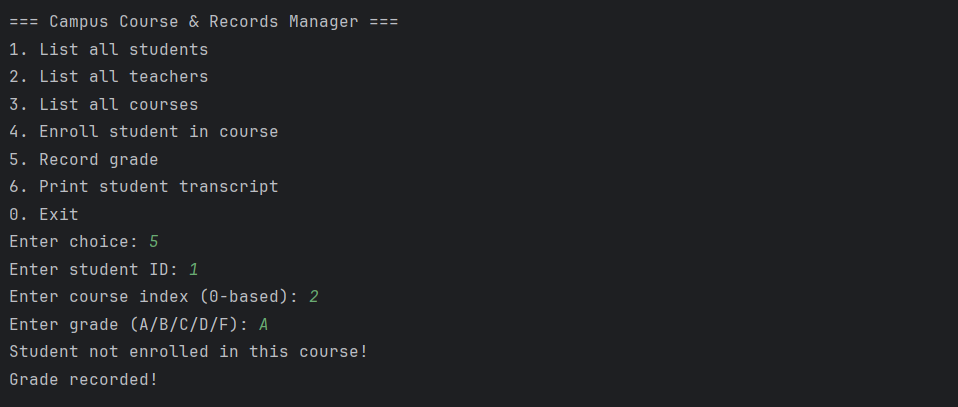 === Campus Course & Records Manager ===
1. List all students
2. List all teachers
3. List all courses
4. Enroll student in course
5. Record grade
6. Print student transcript
0. Exit
Enter choice: 5
Enter student ID: 1
Enter course index (0-based): 2
Enter grade (A/B/C/D/F): A
Student not enrolled in this course!
Grade recorded!